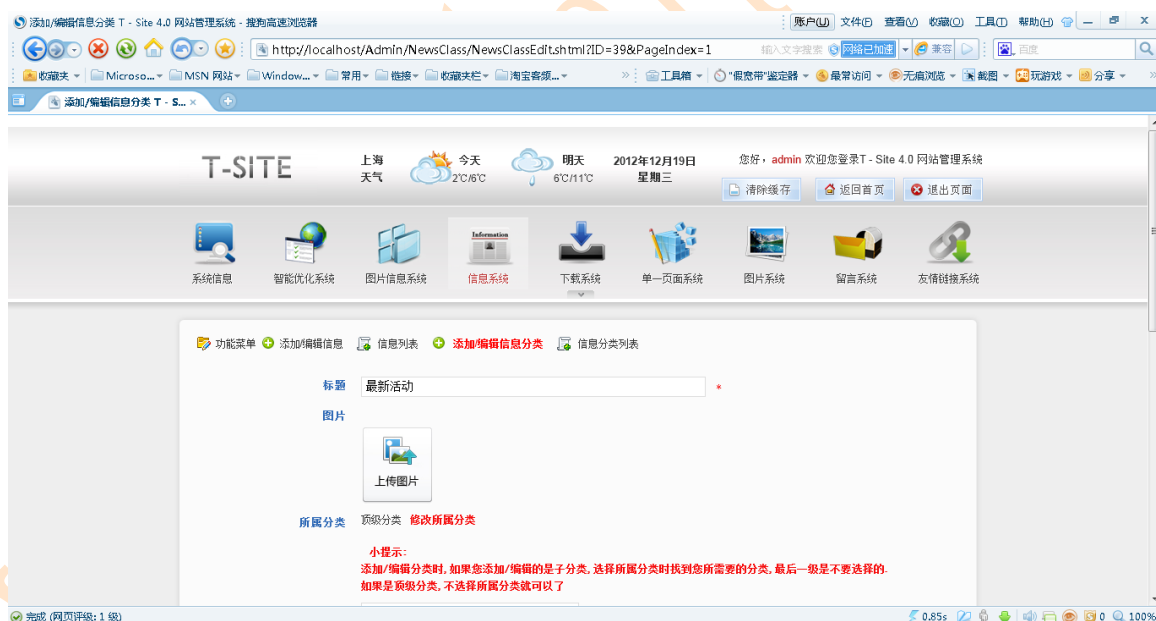 添加/编辑信息分类 T - Site 4.0 网站管理系统 - 搜狗高速浏览器 账户(U) 文件(F) 查看(V) 收藏(O) 工具(T) 帮助(H)
http://localhost/AdmIn/NewsClass/NewsClassEdit.shtml?ID=39&PageIndex=1 输入文字搜索 网络已加速 兼容 百度
收藏夹 Microso... MSN 网站 Window... 常用 链接 收藏夹栏 淘宝客频... » 工具箱 "假宽带"鉴定器 最常访问 无痕浏览 截图 玩游戏 分享 »
添加/编辑信息分类 T - S... ×
T-SITE 上海 今天 明天 2012年12月19日 您好，admin 欢迎您登录T - Site 4.0 网站管理系统
天气 2℃/6℃ 6℃/11℃ 星期三
清除缓存 返回首页 退出页面
Information
系统信息 智能优化系统 图片信息系统 信息系统 下载系统 单一页面系统 图片系统 留言系统 友情链接系统
功能菜单 添加/编辑信息 信息列表 添加/编辑信息分类 信息分类列表
标题 最新活动 *
图片
上传图片
所属分类 顶级分类 修改所属分类
小提示:
添加/编辑分类时, 如果您添加/编辑的是子分类, 选择所属分类时找到您所需要的分类, 最后一级是不要选择的.
如果是顶级分类, 不选择所属分类就可以了
完成 (网页评级: 1 级) 0.85s 0 100%